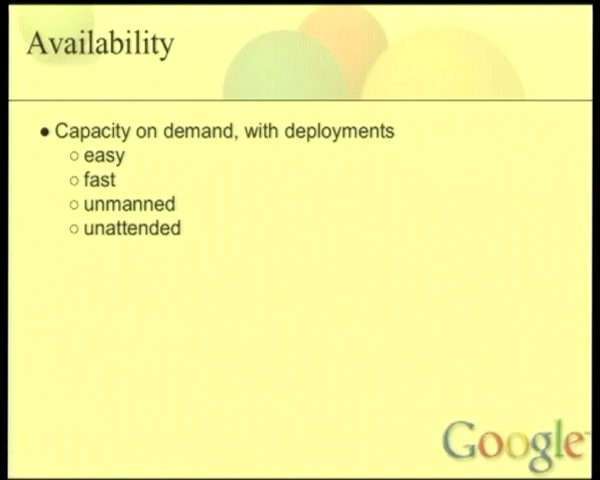 Availability
● Capacity on demand, with deployments
○ easy
○ fast
○ unmanned
○ unattended
Google